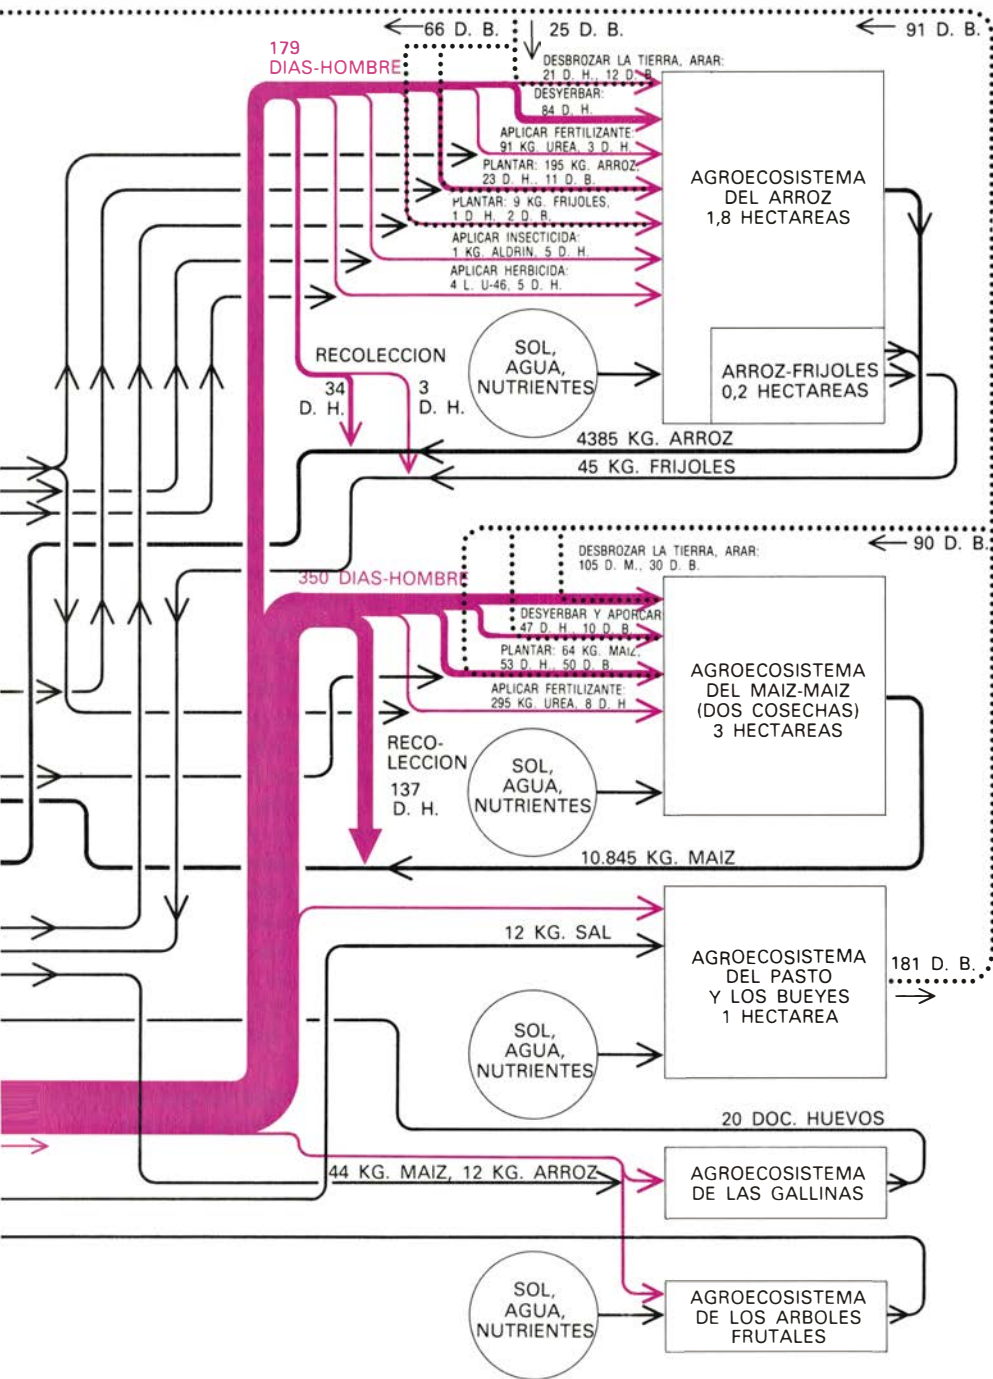 66 D. B.
25 D. B.
91 D. B.
179
DIAS-HOMBRE
DESBROZAR LA TIERRA, ARAR:
21 D. H., 12 D. B.
DESYERBAR:
84 D. H.
APLICAR FERTILIZANTE:
91 KG. UREA, 3 D. H.
PLANTAR: 195 KG. ARROZ,
23 D. H., 11 D. B.
PLANTAR: 9 KG. FRIJOLES,
1 D. H. 2 D. B.
APLICAR INSECTICIDA:
1 KG. ALDRIN, 5 D. H.
APLICAR HERBICIDA:
4 L. U-46, 5 D. H.
AGROECOSISTEMA
DEL ARROZ
1,8 HECTAREAS
SOL,
AGUA,
NUTRIENTES
ARROZ-FRIJOLES
0,2 HECTAREAS
RECOLECCION
34
D. H.
3
D. H.
4385 KG. ARROZ
45 KG. FRIJOLES
90 D. B.
350 DIAS-HOMBRE
DESBROZAR LA TIERRA, ARAR:
105 D. M., 30 D. B.
DESYERBAR Y APORCAR:
47 D. H., 10 D. B.
PLANTAR: 64 KG. MAIZ,
53 D. H., 50 D. B.
APLICAR FERTILIZANTE:
295 KG. UREA, 8 D. H
AGROECOSISTEMA
DEL MAIZ-MAIZ
(DOS COSECHAS)
3 HECTAREAS
RECO-
LECCION
137
D. H.
SOL,
AGUA,
NUTRIENTES
10.845 KG. MAIZ
12 KG. SAL
AGROECOSISTEMA
DEL PASTO
Y LOS BUEYES
1 HECTAREA
181 D. B.
SOL,
AGUA,
NUTRIENTES
20 DOC. HUEVOS
44 KG. MAIZ, 12 KG. ARROZ
AGROECOSISTEMA
DE LAS GALLINAS
SOL,
AGUA,
NUTRIENTES
AGROECOSISTEMA
DE LOS ARBOLES
FRUTALES